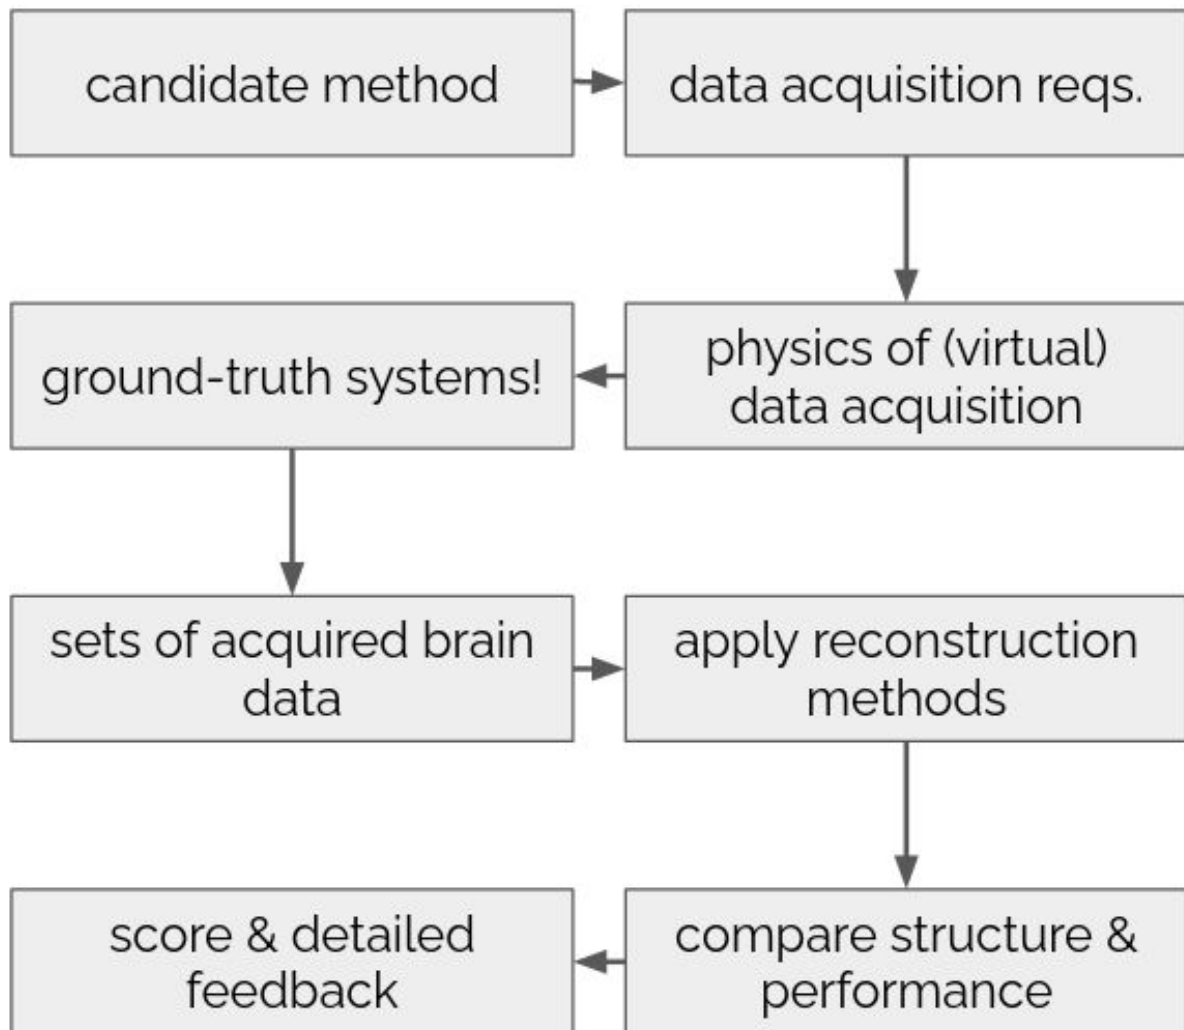 candidate method
data acquisition reqs.
physics of (virtual)
data acquisition
ground-truth systems!
sets of acquired brain
data
apply reconstruction
methods
compare structure &
performance
score & detailed
feedback